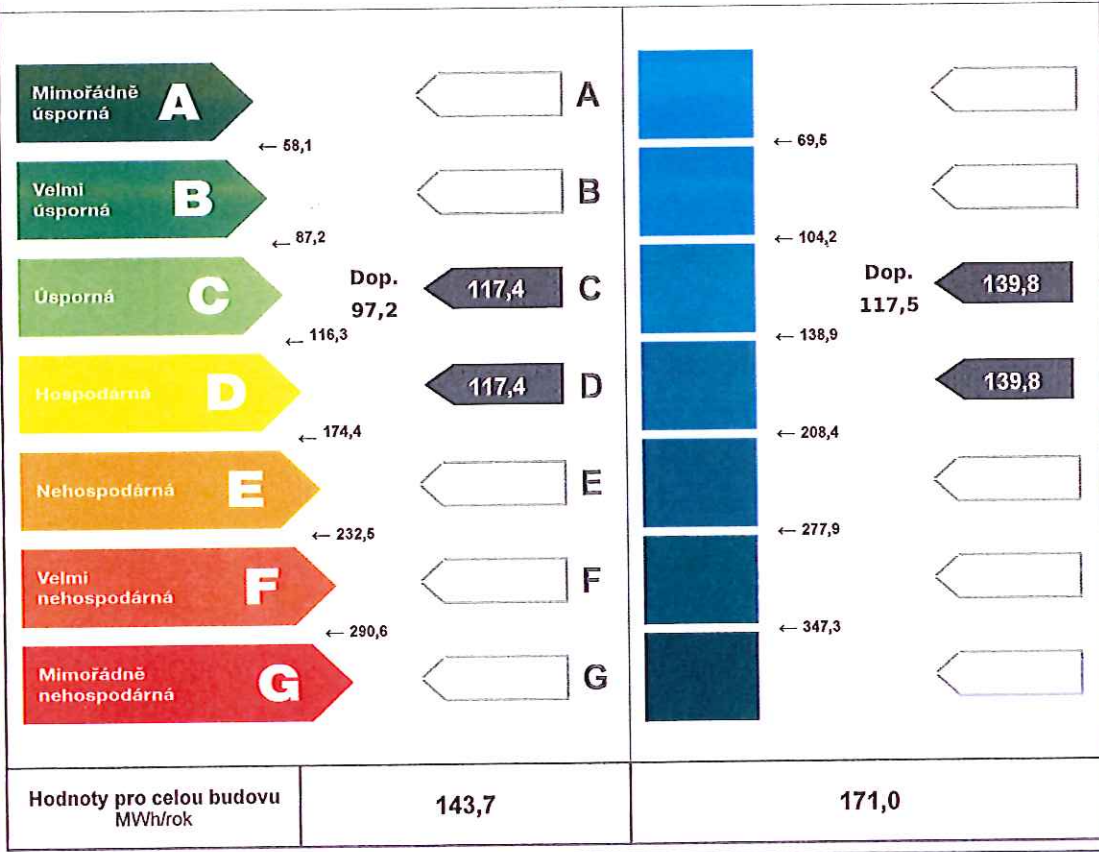 Mimořádně
úsporná
A
A
← 58,1
← 69,5
Velmi
úsporná
B
B
← 87,2
← 104,2
Úsporná
C
Dop.
97,2
117,4
C
Dop.
117,5
139,8
← 116,3
← 138,9
Hospodárná
D
117,4
D
139,8
← 174,4
← 208,4
Nehospodárná
E
E
← 232,5
← 277,9
Velmi
nehospodárná
F
F
← 290,6
← 347,3
Mimořádně
nehospodárná
G
G
Hodnoty pro celou budovu
MWh/rok
143,7
171,0